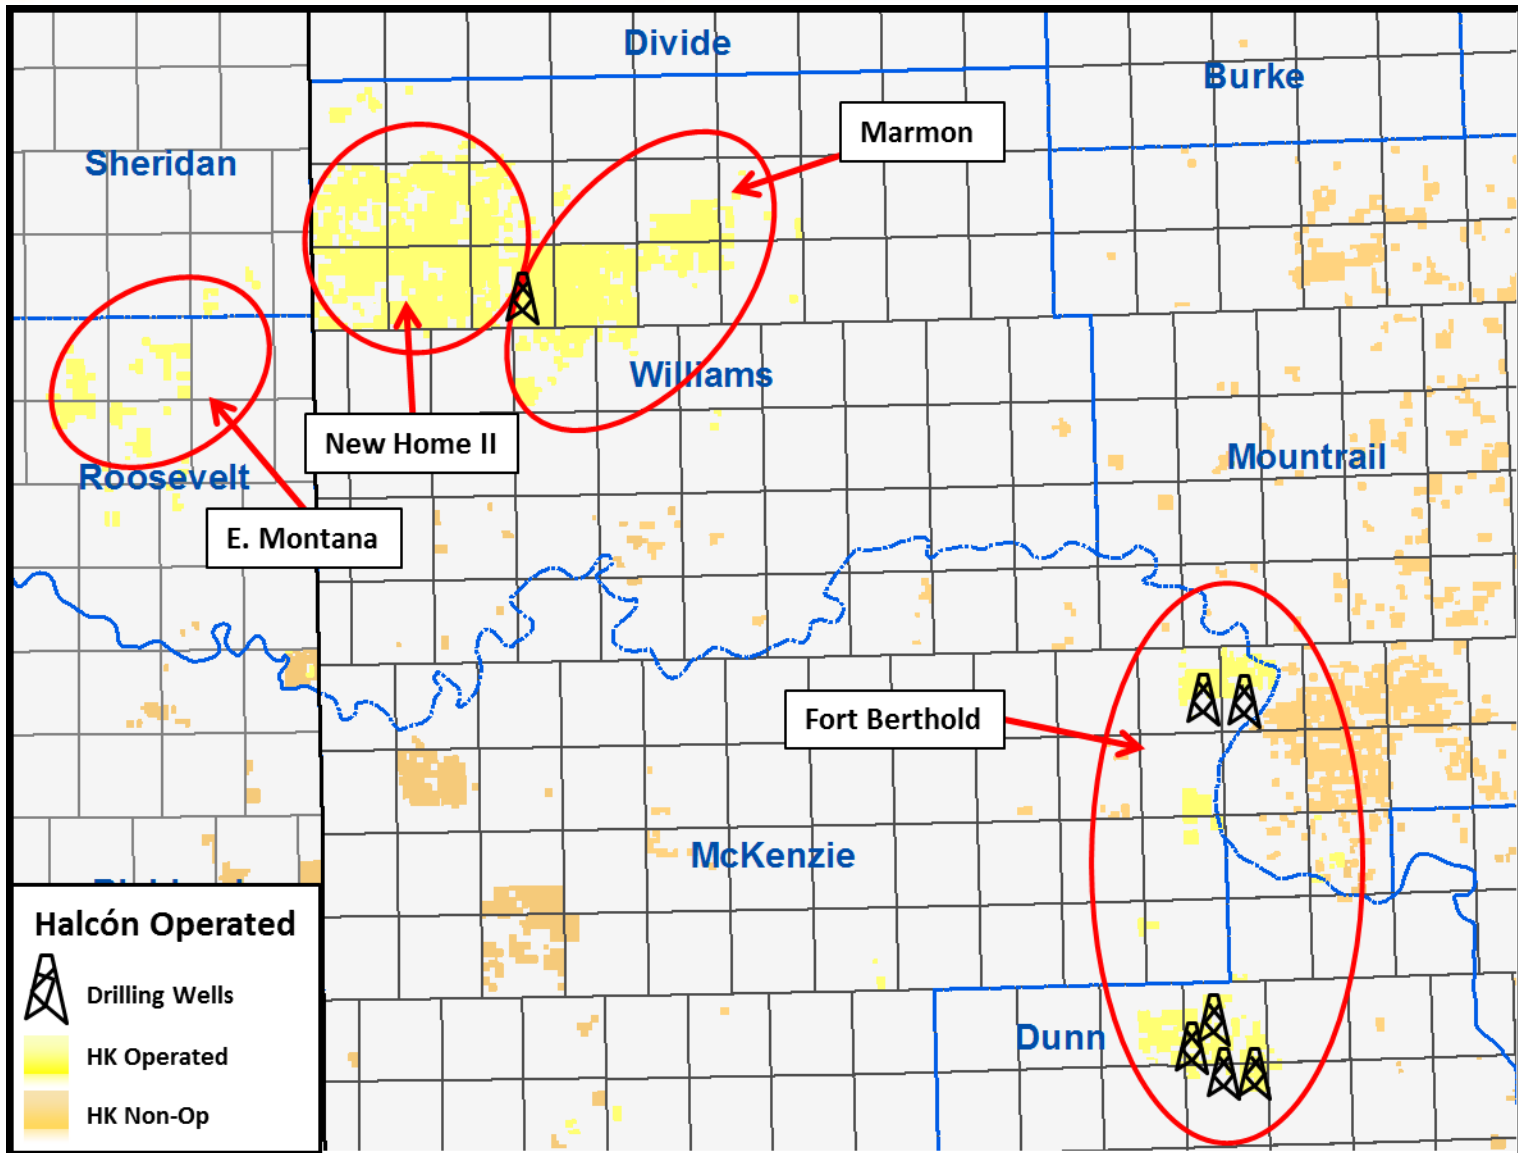 Divide
Burke
Marmon
Sheridan
Williams
New Home II
Mountrail
Roosevelt
E. Montana
Fort Berthold
McKenzie
Halcón Operated
Drilling Wells
Dunn
HK Operated
HK Non-Op